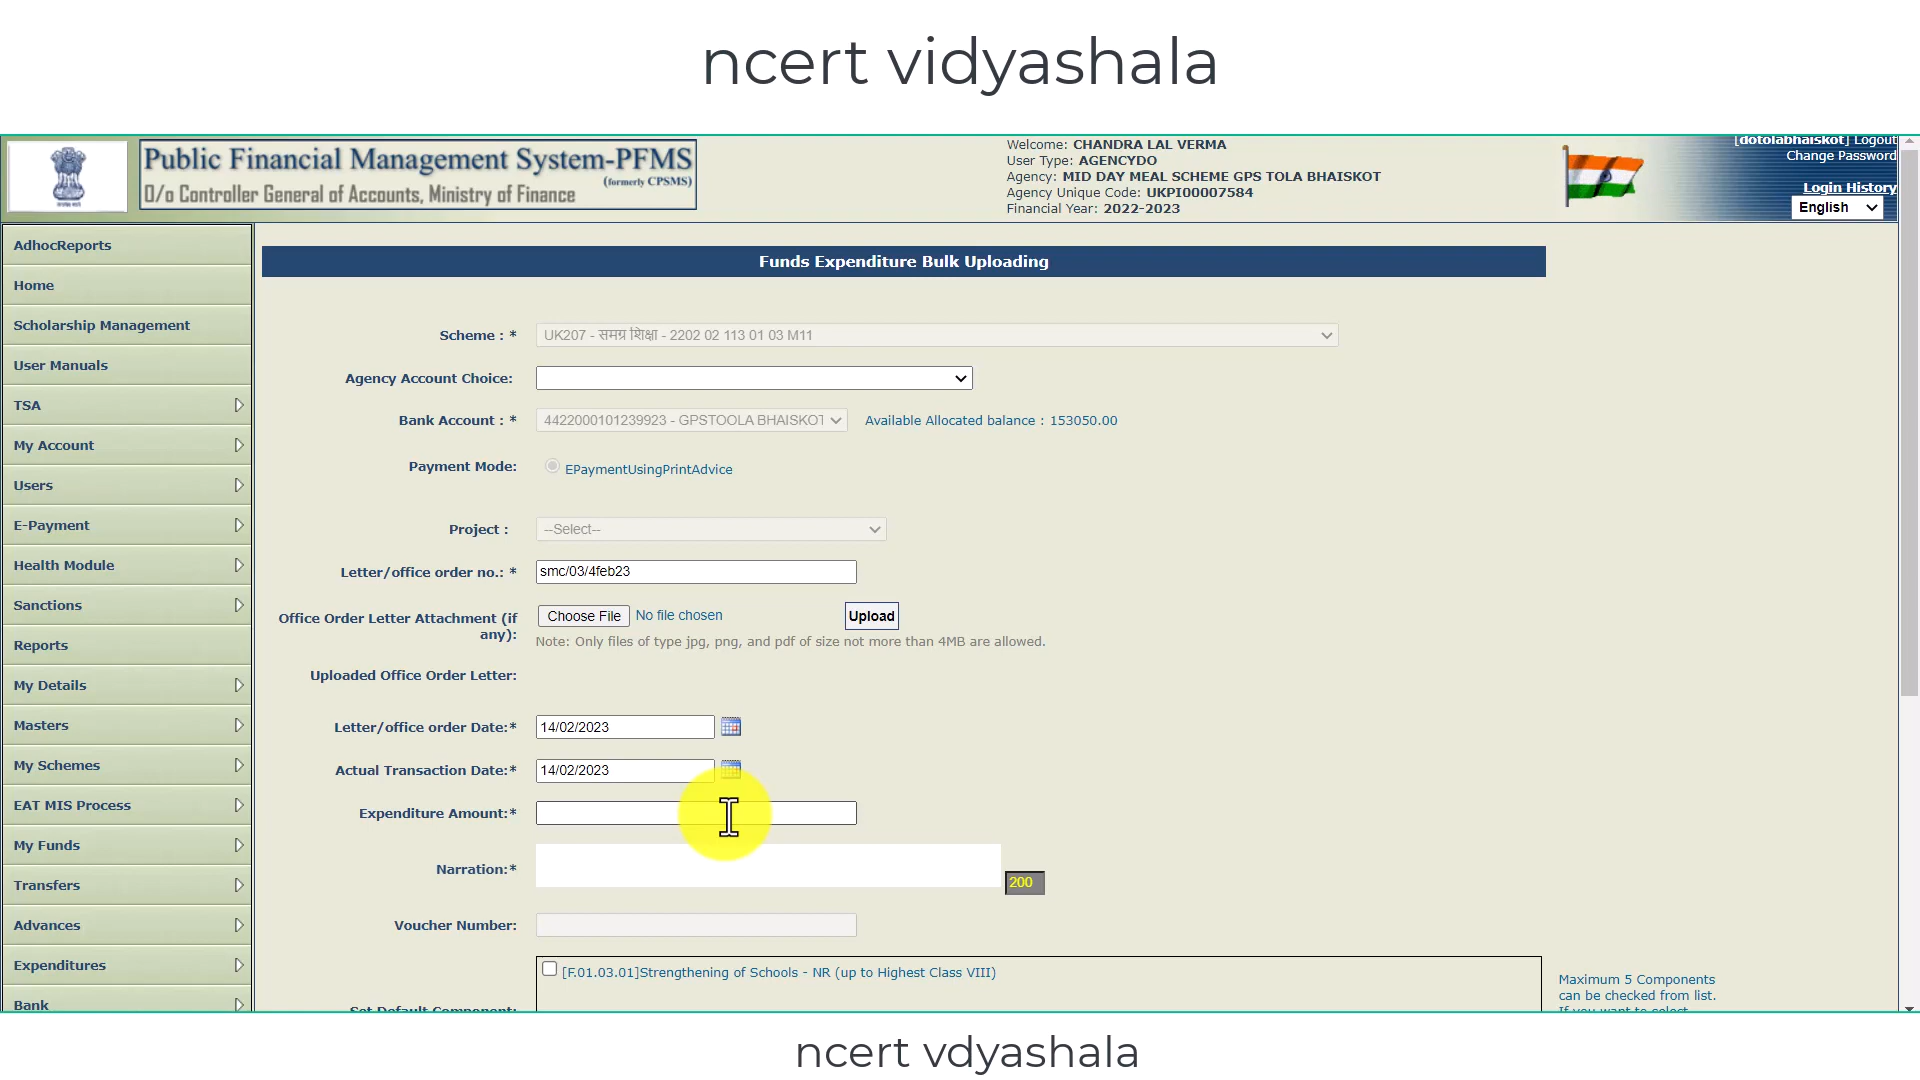 ncert vidyashala
Public Financial Management System-PFMS
(formerly CPSMS)
O/o Controller General of Accounts, Ministry of Finance
Welcome: CHANDRA LAL VERMA
User Type: AGENCYDO
Agency: MID DAY MEAL SCHEME GPS TOLA BHAISKOT
Agency Unique Code: UKPI00007584
Financial Year: 2022-2023
[dotolabhaiskot] Logout
Change Password
Login History
English
AdhocReports
Home
Scholarship Management
User Manuals
TSA
My Account
Users
E-Payment
Health Module
Sanctions
Reports
My Details
Masters
My Schemes
EAT MIS Process
My Funds
Transfers
Advances
Expenditures
Bank
Funds Expenditure Bulk Uploading
Scheme : * UK207 - समग्र शिक्षा - 2202 02 113 01 03 M11
Agency Account Choice:
Bank Account : * 4422000101239923 - GPSTOOLA BHAISKOT Available Allocated balance : 153050.00
Payment Mode: EPaymentUsingPrintAdvice
Project : --Select--
Letter/office order no.: * smc/03/4feb23
Office Order Letter Attachment (if any): Choose File No file chosen Upload
Note: Only files of type jpg, png, and pdf of size not more than 4MB are allowed.
Uploaded Office Order Letter:
Letter/office order Date:* 14/02/2023
Actual Transaction Date:* 14/02/2023
Expenditure Amount:*
Narration:* 200
Voucher Number:
[F.01.03.01]Strengthening of Schools - NR (up to Highest Class VIII)
Set Default Component:
Maximum 5 Components
can be checked from list.
If you want to select
ncert vdyashala